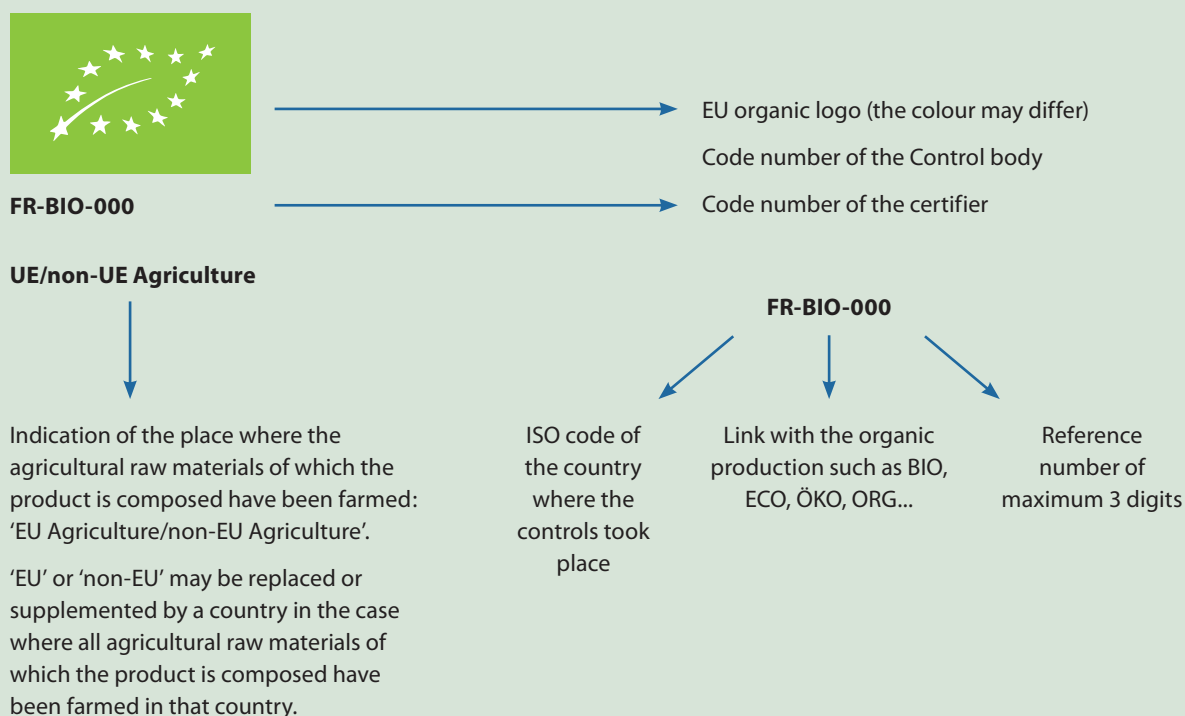 EU organic logo (the colour may differ)
Code number of the Control body
FR-BIO-000
Code number of the certifier
UE/non-UE Agriculture
Indication of the place where the
agricultural raw materials of which the
product is composed have been farmed:
‘EU Agriculture/non-EU Agriculture’.
‘EU’ or ‘non-EU’ may be replaced or
supplemented by a country in the case
where all agricultural raw materials of
which the product is composed have
been farmed in that country.
FR-BIO-000
ISO code of
the country
where the
controls took
place
Link with the organic
production such as BIO,
ECO, ÖKO, ORG...
Reference
number of
maximum 3 digits